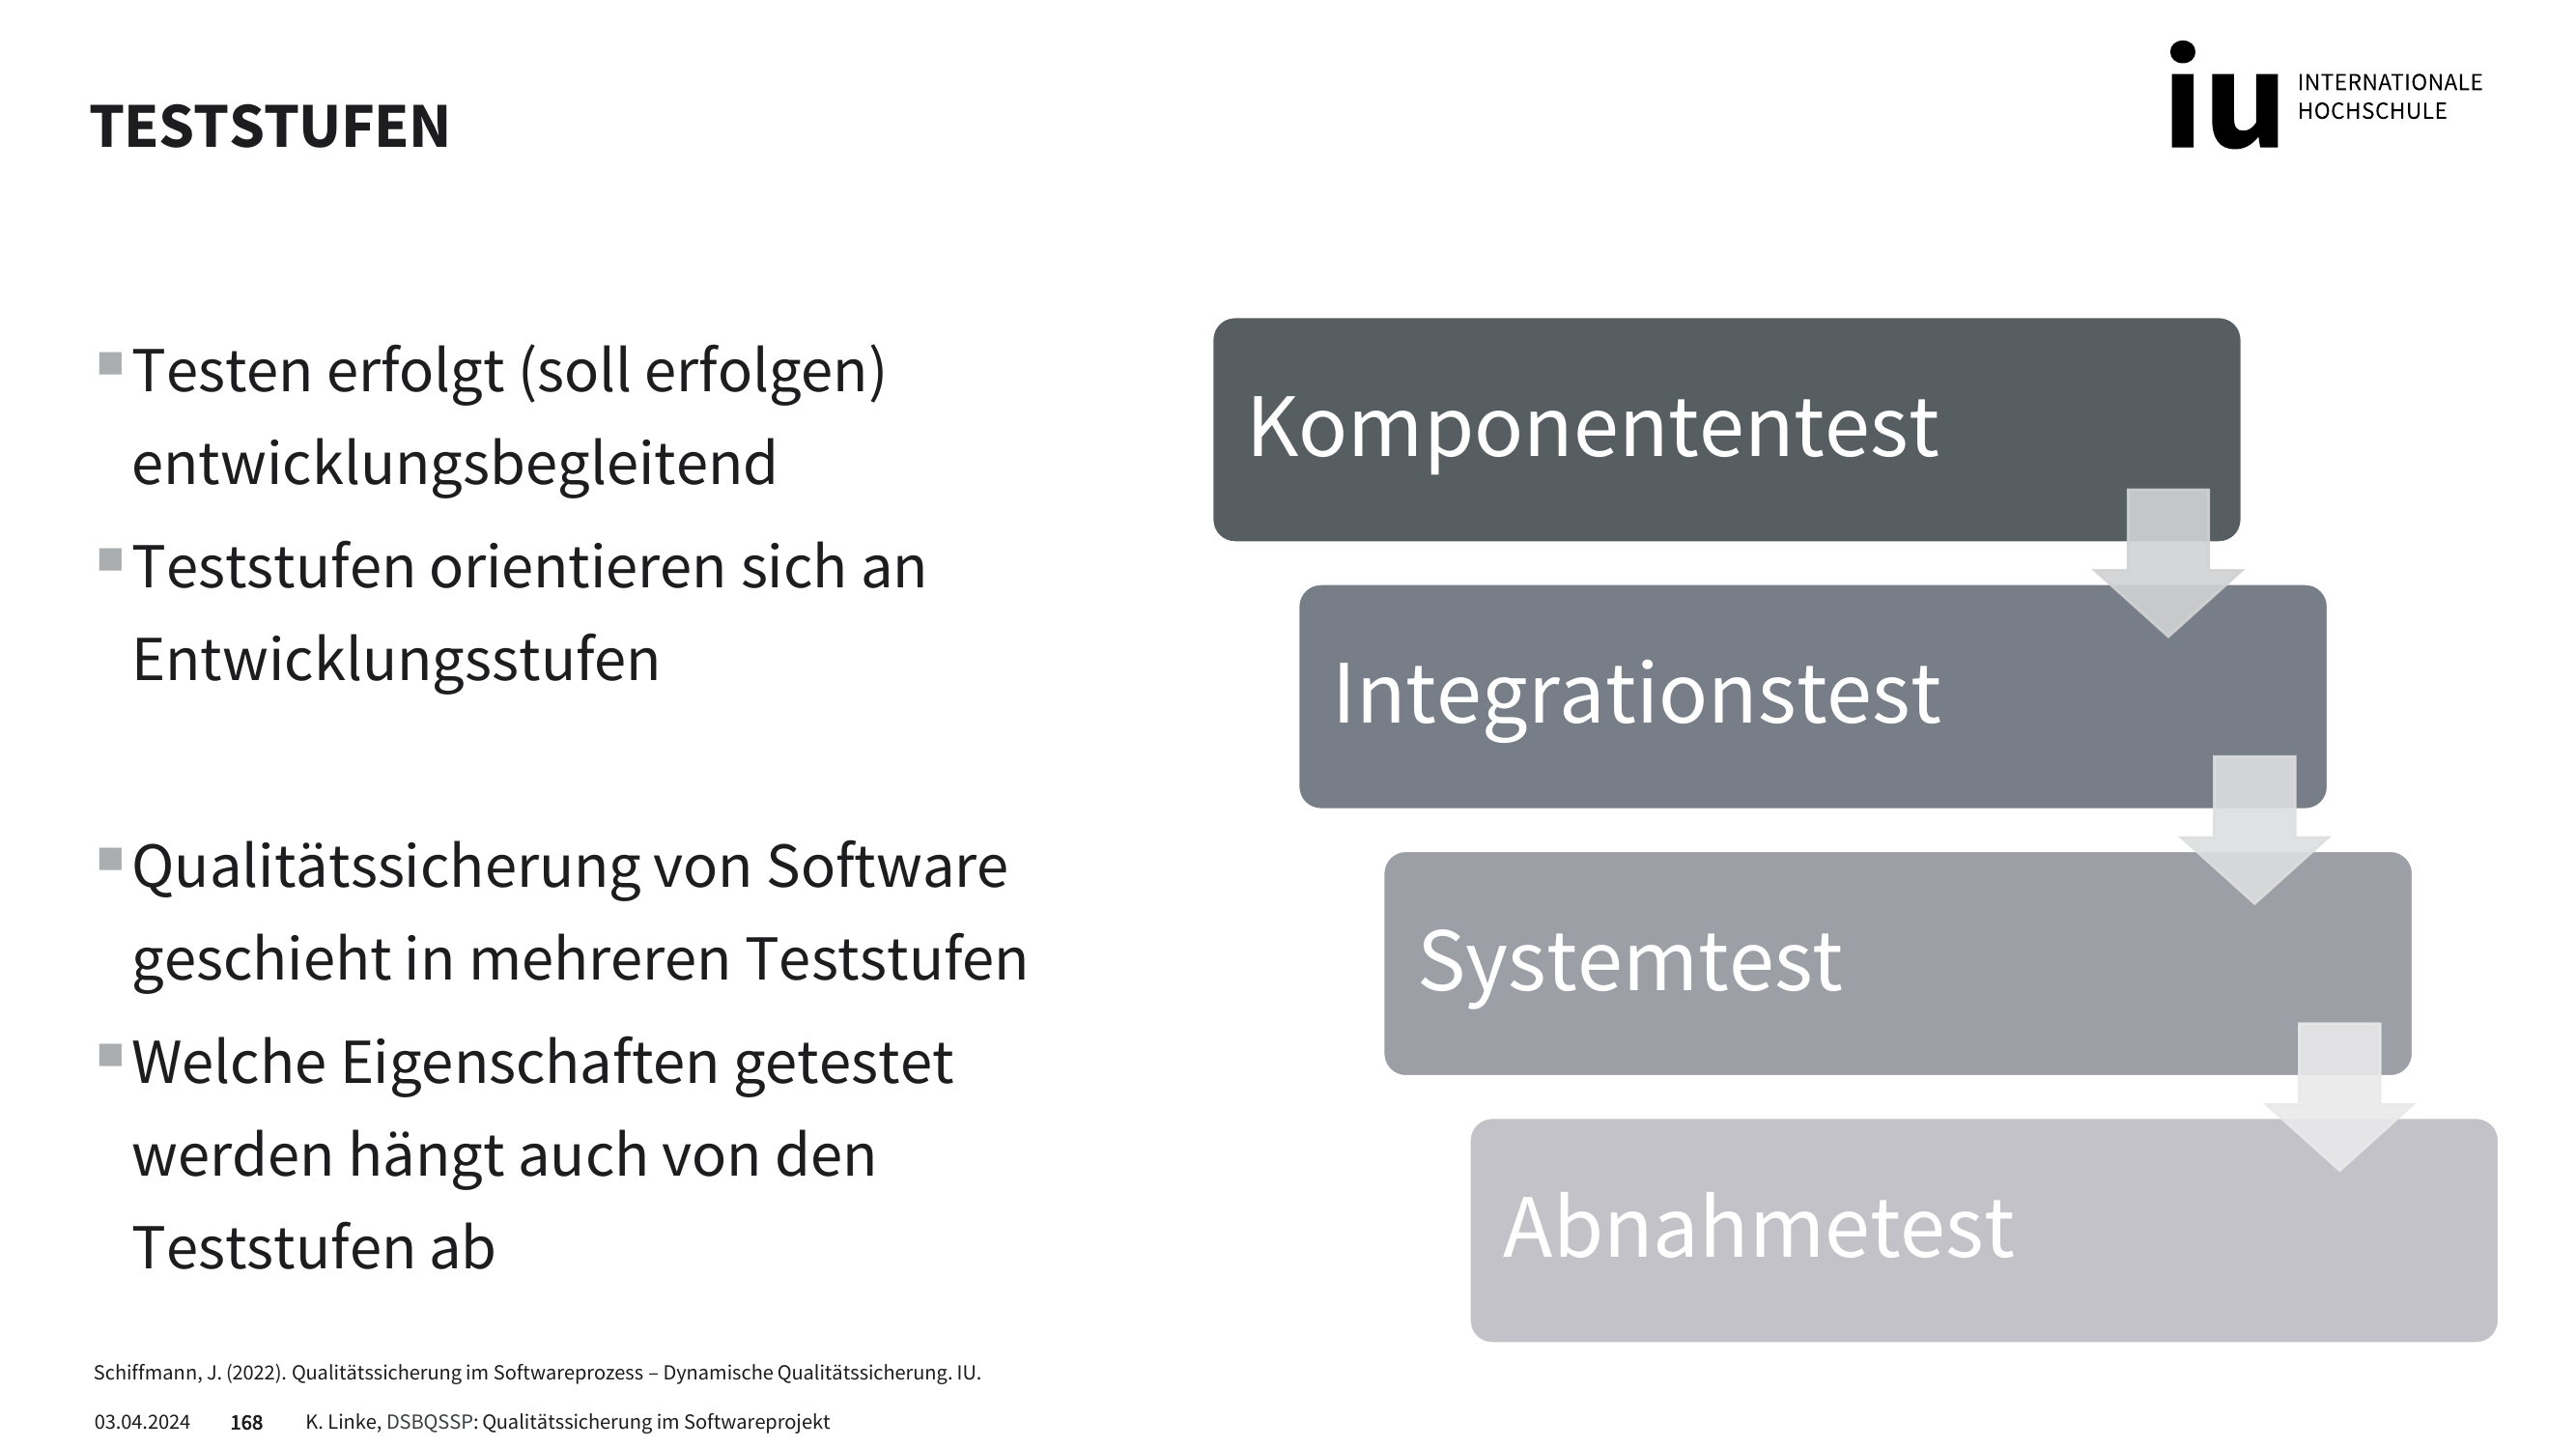 TESTSTUFEN
iu INTERNATIONALE
HOCHSCHULE
Testen erfolgt (soll erfolgen)
entwicklungsbegleitend
Teststufen orientieren sich an
Entwicklungsstufen
Qualitätssicherung von Software
geschieht in mehreren Teststufen
Welche Eigenschaften getestet
werden hängt auch von den
Teststufen ab
Komponententest
Integrationstest
Systemtest
Abnahmetest
Schiffmann, J. (2022). Qualitätssicherung im Softwareprozess – Dynamische Qualitätssicherung. IU.
03.04.2024 168 K. Linke, DSBQSSP: Qualitätssicherung im Softwareprojekt